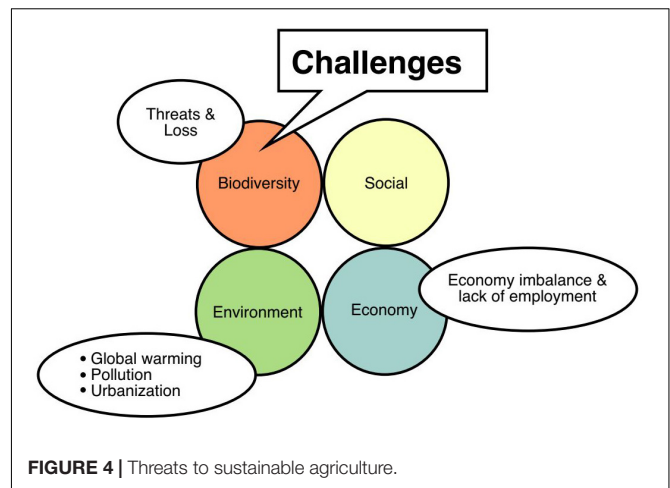 Challenges
Threats &
Loss
Biodiversity
Social
Environment
Economy
Economy imbalance &
lack of employment
• Global warming
• Pollution
• Urbanization
FIGURE 4 | Threats to sustainable agriculture.